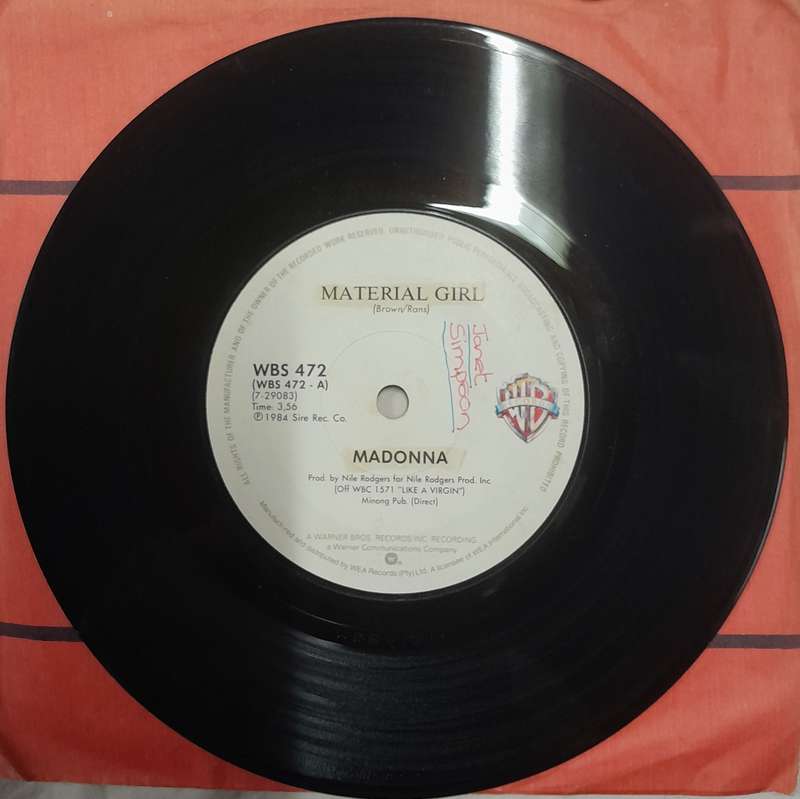 ALL RIGHTS OF THE MANUFACTURER AND OF THE OWNER OF THE RECORDED WORK RESERVED. UNAUTHORISED PUBLIC PERFORMANCE BROADCASTING AND COPYING OF THIS RECORD PROHIBITED
MATERIAL GIRL
(Brown/Rans)
Janet
Simpson
WBS 472
(WBS 472 - A)
(7-29083)
Time: 3,56
℗ 1984 Sire Rec. Co.
WB
RECORDS
MADONNA
Prod. by Nile Rodgers for Nile Rodgers Prod. Inc
(Off WBC 1571 "LIKE A VIRGIN")
Minong Pub. (Direct)
A WARNER BROS. RECORDS INC. RECORDING.
a Warner Communications Company
Manufactured and distributed by WEA Records (Pty) Ltd. A licensee of WEA International Inc